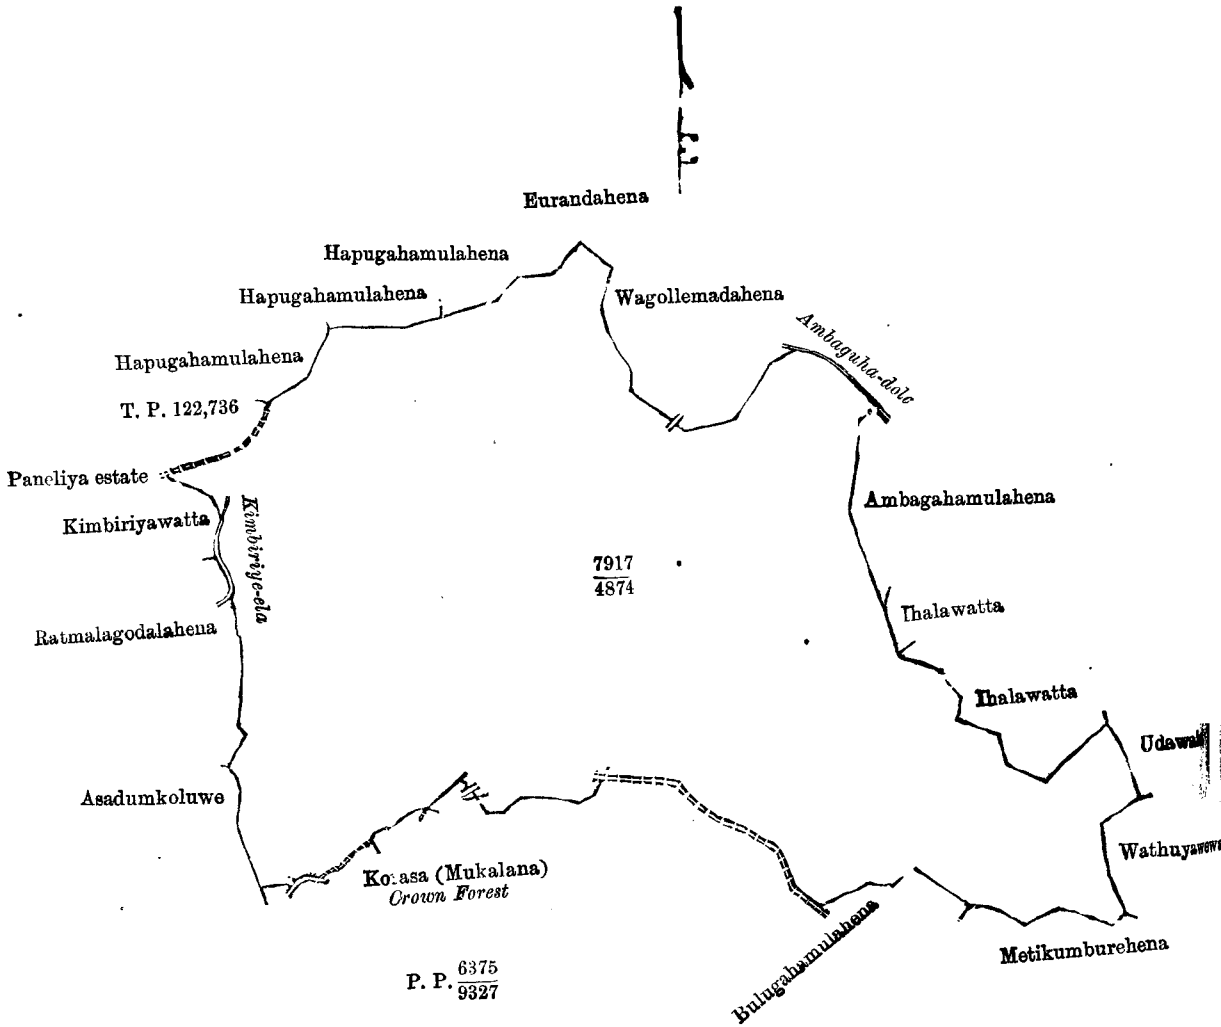 Eurandahena
Hapugahamulahena
Hapugahamulahena
Wagollemadahena
Ambaguha-dole
Hapugahamulahena
T. P. 122,736
Paneliya estate
Kimbiriyawatta
Kimbiriye-ela
Ambagahamulahena
7917
4874
Ihalawatta
Ratmalagodalahena
Ihalawatta
Asadumkoluwe
(Mukalana)
Crown Forest
Bulugahamulahena
Metikumburehena
P. P. 6375
9327